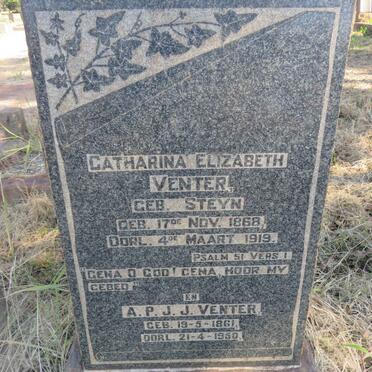 CATHARINA ELIZABETH
VENTER,
GEB. STEYN
GEB. 17DE NOV. 1868,
OORL. 4DE MAART 1919.
PSALM 51 VERS 1
"GENA O GOD! GENA, HOOR MY
GEBED"
EN
A.P.J.J. VENTER,
GEB. 19-5-1861,
OORL. 21-4-1950.